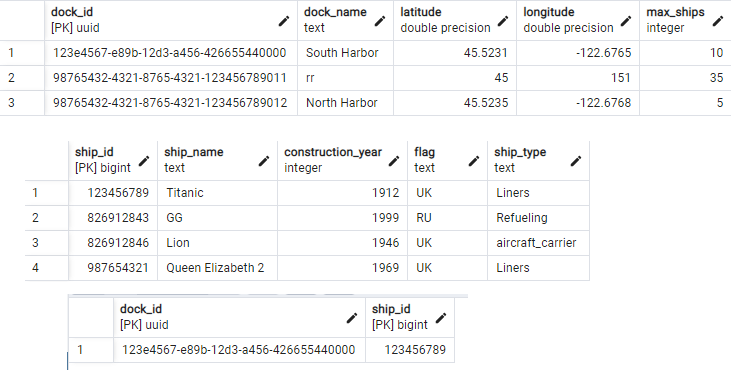 dock_id dock_name latitude longitude max_ships
[PK] uuid text double precision double precision integer
1 123e4567-e89b-12d3-a456-426655440000 South Harbor 45.5231 -122.6765 10
2 98765432-4321-8765-4321-123456789011 rr 45 151 35
3 98765432-4321-8765-4321-123456789012 North Harbor 45.5235 -122.6768 5
ship_id ship_name construction_year flag ship_type
[PK] bigint text integer text text
1 123456789 Titanic 1912 UK Liners
2 826912843 GG 1999 RU Refueling
3 826912846 Lion 1946 UK aircraft_carrier
4 987654321 Queen Elizabeth 2 1969 UK Liners
dock_id ship_id
[PK] uuid [PK] bigint
1 123e4567-e89b-12d3-a456-426655440000 123456789